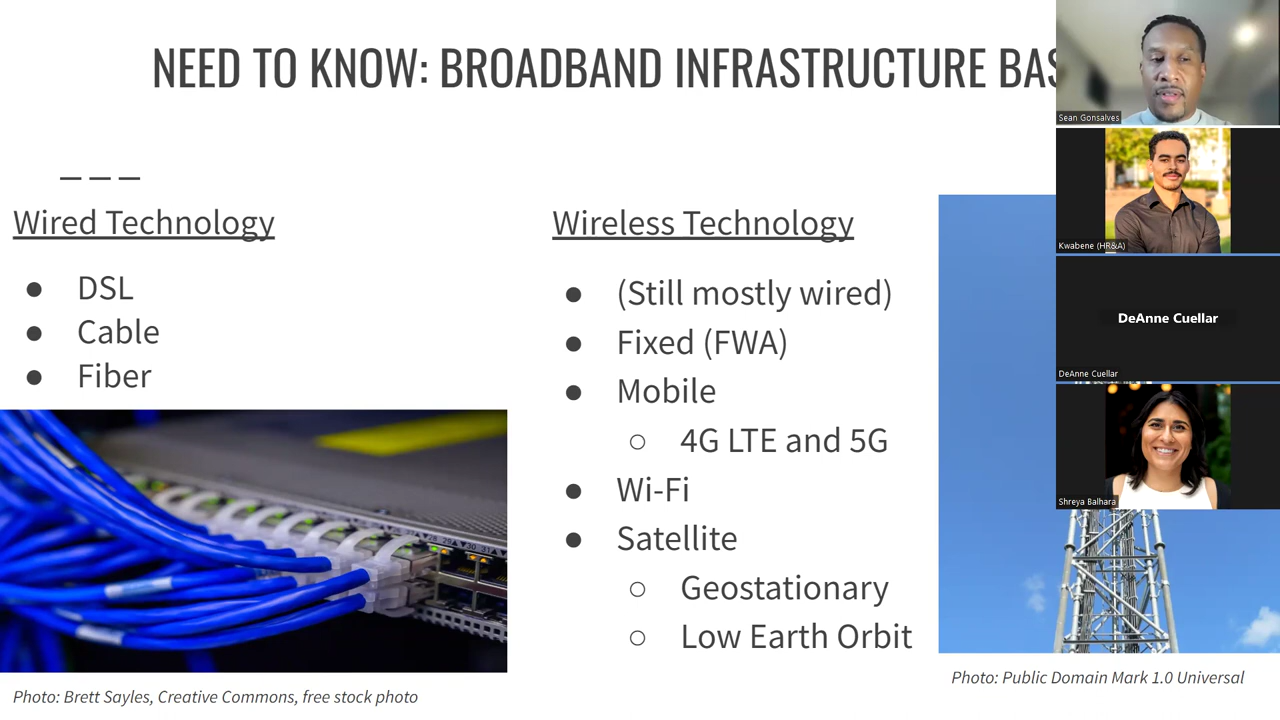 NEED TO KNOW: BROADBAND INFRASTRUCTURE BAS
Wired Technology
● DSL
● Cable
● Fiber
Photo: Brett Sayles, Creative Commons, free stock photo
Wireless Technology
● (Still mostly wired)
● Fixed (FWA)
● Mobile
○ 4G LTE and 5G
● Wi-Fi
● Satellite
○ Geostationary
○ Low Earth Orbit
Photo: Public Domain Mark 1.0 Universal
Sean Gonsalves
Kwabene (HR&A)
DeAnne Cuellar
DeAnne Cuellar
Shreya Balhara